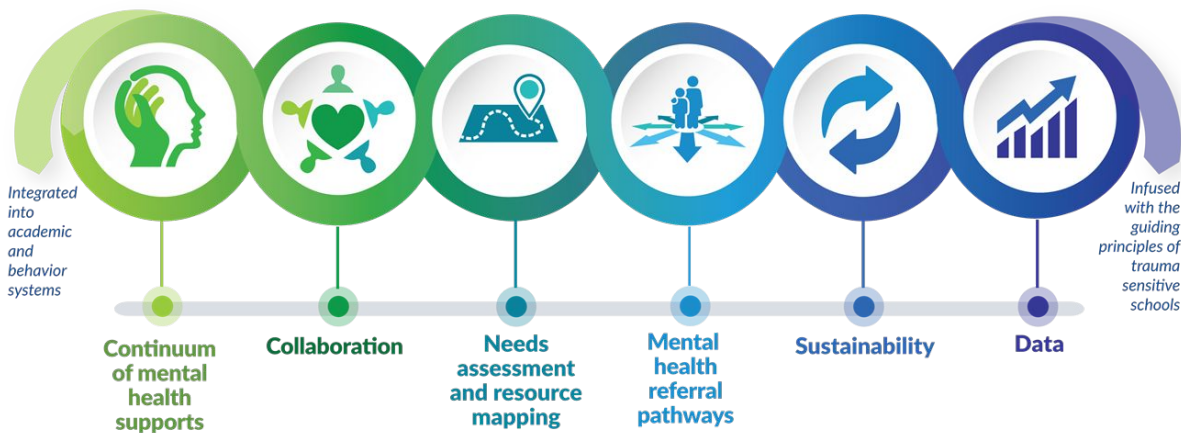 Integrated
into
academic
and
behavior
systems
Continuum
of mental
health
supports
Collaboration
Needs
assessment
and resource
mapping
Mental
health
referral
pathways
Sustainability
Data
Infused
with the
guiding
principles of
trauma
sensitive
schools